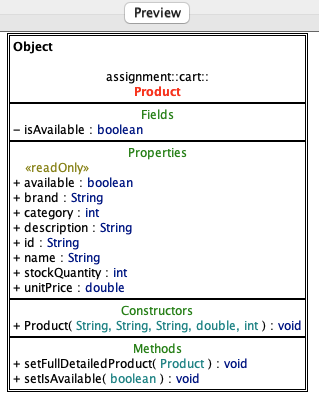 Preview
Object
assignment::cart::
Product
Fields
− isAvailable : boolean
Properties
«readOnly»
+ available : boolean
+ brand : String
+ category : int
+ description : String
+ id : String
+ name : String
+ stockQuantity : int
+ unitPrice : double
Constructors
+ Product( String, String, String, double, int ) : void
Methods
+ setFullDetailedProduct( Product ) : void
+ setIsAvailable( boolean ) : void